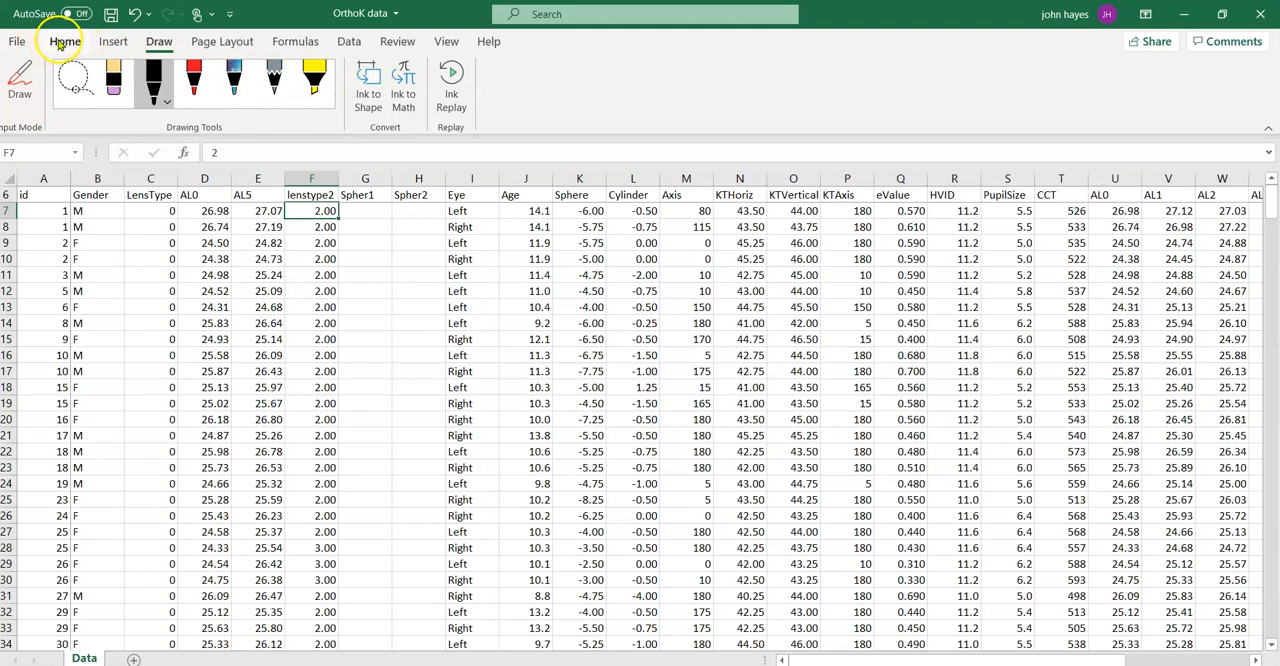 AutoSave Off OrthoK data Search john hayes JH
File Home Insert Draw Page Layout Formulas Data Review View Help Share Comments
Draw Ink to Shape Ink to Math Ink Replay
put Mode Drawing Tools Convert Replay
F7 fx 2
A B C D E F G H I J K L M N O P Q R S T U V W
6 id Gender LensType AL0 AL5 lenstype2 Spher1 Spher2 Eye Age Sphere Cylinder Axis KTHoriz KTVertical KTAxis eValue HVID PupilSize CCT AL0 AL1 AL2 AL
7 1 M 0 26.98 27.07 2.00 Left 14.1 -6.00 -0.50 80 43.50 44.00 180 0.570 11.2 5.5 526 26.98 27.12 27.03
8 1 M 0 26.74 27.19 2.00 Right 14.1 -5.75 -0.75 115 43.50 43.75 180 0.610 11.2 5.5 533 26.74 26.98 27.22
9 2 F 0 24.50 24.82 2.00 Left 11.9 -5.75 0.00 0 45.25 46.00 180 0.590 11.2 5.0 535 24.50 24.74 24.88
10 2 F 0 24.38 24.73 2.00 Right 11.9 -5.00 0.00 0 45.25 46.00 180 0.590 11.2 5.0 522 24.38 24.45 24.87
11 3 M 0 24.98 25.24 2.00 Left 11.4 -4.75 -2.00 10 42.75 45.00 10 0.590 11.2 5.2 528 24.98 24.88 24.50
12 5 M 0 24.52 25.09 2.00 Left 11.0 -4.50 -0.75 10 43.00 44.00 10 0.450 11.4 5.8 537 24.52 24.60 24.67
13 6 F 0 24.31 24.68 2.00 Left 10.4 -4.00 -0.50 150 44.75 45.50 150 0.580 11.2 5.5 528 24.31 25.13 25.21
14 8 M 0 25.83 26.64 2.00 Right 9.2 -6.00 -0.25 180 41.00 42.00 5 0.450 11.6 6.2 588 25.83 25.94 26.10
15 9 F 0 24.93 25.14 2.00 Right 12.1 -6.50 -0.50 170 44.75 46.50 15 0.400 11.4 6.0 508 24.93 24.90 24.97
16 10 M 0 25.58 26.09 2.00 Left 11.3 -6.75 -1.50 5 42.75 44.50 180 0.680 11.8 6.0 515 25.58 25.55 25.88
17 10 M 0 25.87 26.43 2.00 Right 11.3 -7.75 -1.00 175 42.75 44.00 180 0.700 11.8 6.0 522 25.87 26.01 26.13
18 15 F 0 25.13 25.97 2.00 Left 10.3 -5.00 1.25 15 41.00 43.50 165 0.560 11.2 5.2 553 25.13 25.40 25.72
19 15 F 0 25.02 25.67 2.00 Right 10.3 -4.50 -1.50 165 41.00 43.50 15 0.580 11.2 5.2 533 25.02 25.26 25.54
20 16 F 0 26.18 26.80 2.00 Right 10.0 -7.25 -0.50 180 43.50 45.00 180 0.560 11.2 5.0 543 26.18 26.45 26.81
21 17 M 0 24.87 25.26 2.00 Right 13.8 -5.50 -0.50 180 45.25 45.25 180 0.460 11.2 5.4 540 24.87 25.30 25.45
22 18 M 0 25.98 26.78 2.00 Left 10.6 -5.25 -0.75 180 42.25 43.50 180 0.480 11.4 6.0 573 25.98 26.59 26.34
23 18 M 0 25.73 26.53 2.00 Right 10.6 -5.25 -0.75 180 42.00 43.50 180 0.510 11.4 6.0 565 25.73 25.89 26.10
24 19 M 0 24.66 25.32 2.00 Left 9.8 -4.75 -1.00 5 43.00 44.75 5 0.480 11.6 5.6 559 24.66 25.14 25.00
25 23 F 0 25.28 25.59 2.00 Right 10.2 -8.25 -0.50 5 43.50 44.25 180 0.550 11.0 5.0 513 25.28 25.67 26.03
26 24 F 0 25.43 26.23 2.00 Right 10.2 -6.25 0.00 0 42.00 42.50 180 0.400 11.6 6.4 568 25.43 25.93 25.72
27 25 F 0 24.58 25.37 2.00 Left 10.3 -4.00 -0.50 180 42.50 43.50 180 0.430 11.6 6.4 568 24.58 24.66 25.13
28 25 F 0 24.33 25.54 3.00 Right 10.3 -3.50 -0.50 180 42.25 43.75 180 0.430 11.6 6.4 557 24.33 24.68 24.72
29 26 F 0 24.54 26.42 3.00 Left 10.1 -2.50 0.00 0 42.00 43.25 10 0.310 11.6 6.2 588 24.54 25.12 25.57
30 26 F 0 24.75 26.38 3.00 Right 10.1 -3.00 -0.50 10 42.50 43.25 180 0.330 11.6 6.2 593 24.75 25.33 25.56
31 27 M 0 26.09 26.47 2.00 Right 8.8 -4.75 -4.00 10 40.25 44.00 180 0.690 11.0 5.0 498 26.09 25.83 26.14
32 29 F 0 25.12 25.35 2.00 Left 13.2 -4.00 -0.50 175 42.25 43.00 180 0.440 11.2 5.4 513 25.12 25.41 25.58
33 29 F 0 25.63 25.80 2.00 Right 13.2 -5.50 -0.50 175 42.25 43.00 180 0.450 11.2 5.4 505 25.63 25.72 25.98
34 30 F 0 25.33 26.12 2.00 Left 9.7 -5.25 -1.00 5 44.50 46.00 180 0.490 11.2 5.5 533 25.33 25.28 25.81
Data